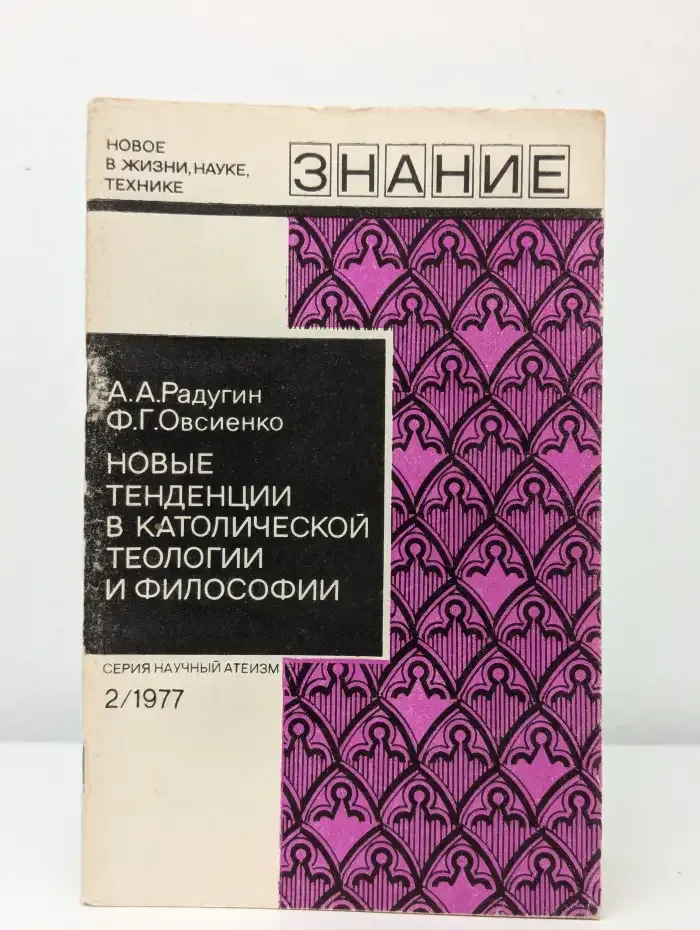 НОВОЕ
В ЖИЗНИ, НАУКЕ,
ТЕХНИКЕ
ЗНАНИЕ
А.А.Радугин
Ф.Г.Овсиенко
НОВЫЕ
ТЕНДЕНЦИИ
В КАТОЛИЧЕСКОЙ
ТЕОЛОГИИ
И ФИЛОСОФИИ
СЕРИЯ НАУЧНЫЙ АТЕИЗМ
2/1977